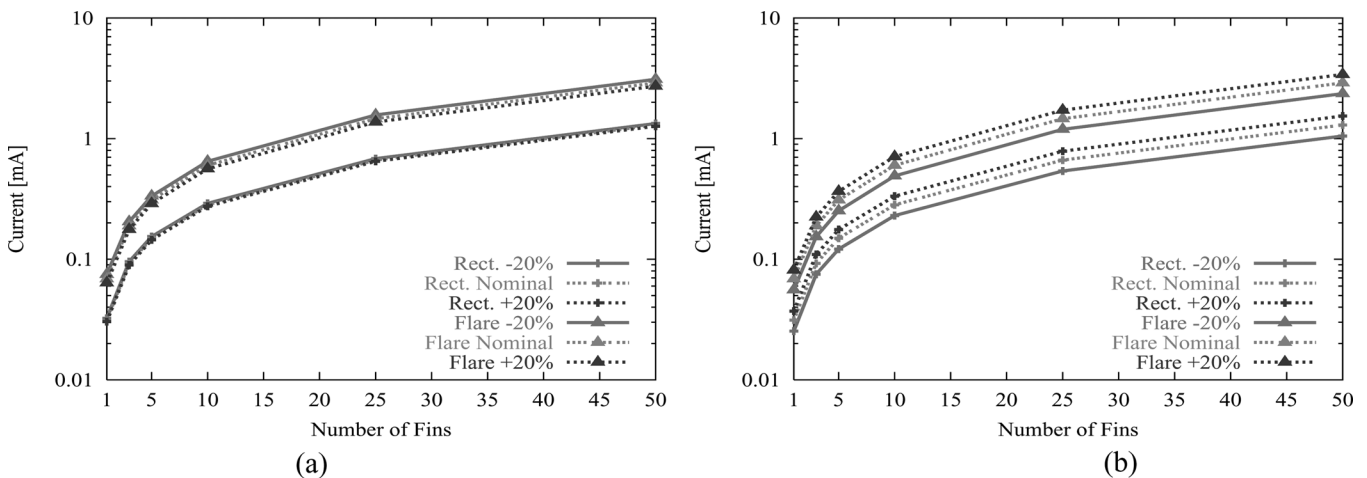 10
1
0.1
0.01
Current [mA]
Rect. -20%
Rect. Nominal
Rect. +20%
Flare -20%
Flare Nominal
Flare +20%
1 5 10 15 20 25 30 35 40 45 50
Number of Fins
(a)
10
1
0.1
0.01
Current [mA]
Rect. -20%
Rect. Nominal
Rect. +20%
Flare -20%
Flare Nominal
Flare +20%
1 5 10 15 20 25 30 35 40 45 50
Number of Fins
(b)